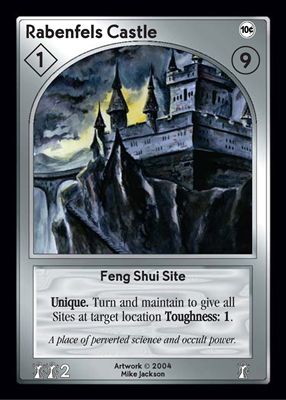 Rabenfels Castle
10¢
1
9
Feng Shui Site
Unique. Turn and maintain to give all
Sites at target location Toughness: 1.
A place of perverted science and occult power.
2
Artwork © 2004
Mike Jackson